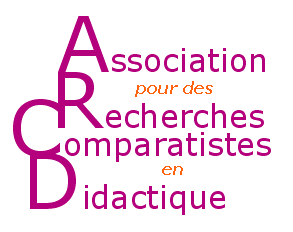 Association
pour des
Recherches
Comparatistes
en
Didactique